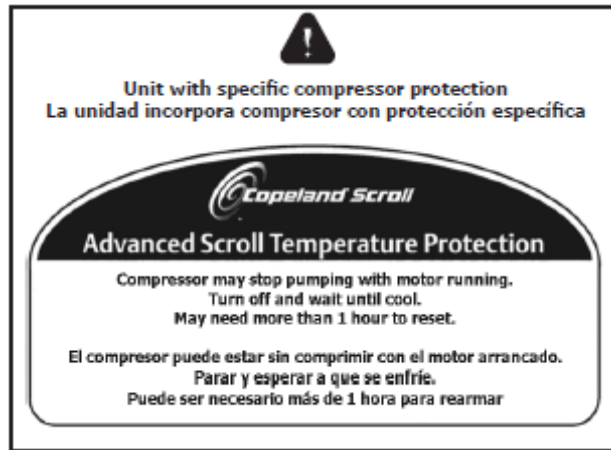 !
Unit with specific compressor protection
La unidad incorpora compresor con protección específica
Copeland Scroll
Advanced Scroll Temperature Protection
Compressor may stop pumping with motor running.
Turn off and wait until cool.
May need more than 1 hour to reset.
El compresor puede estar sin comprimir con el motor arrancado.
Parar y esperar a que se enfríe.
Puede ser necesario más de 1 hora para rearmar